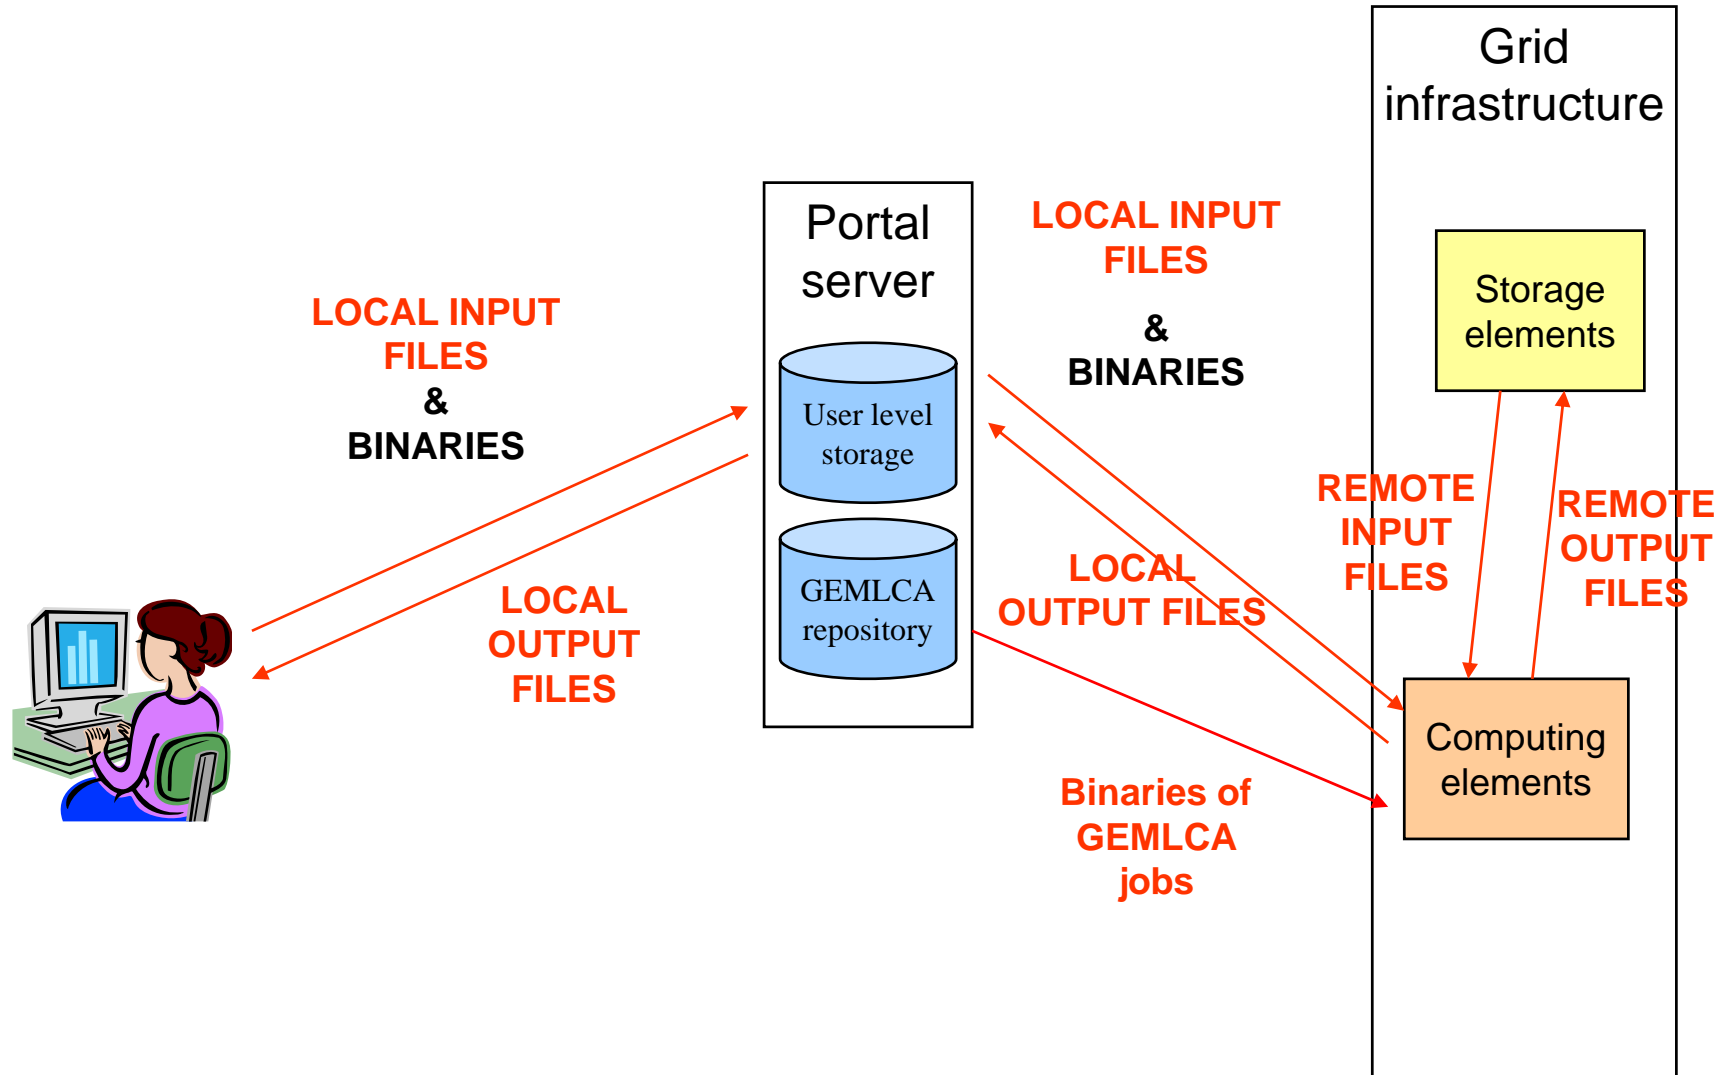 Grid
infrastructure
Portal
server
LOCAL INPUT
FILES
&
BINARIES
LOCAL INPUT
FILES
&
BINARIES
Storage
elements
User level
storage
REMOTE
INPUT
FILES
REMOTE
OUTPUT
FILES
LOCAL
OUTPUT
FILES
GEMLCA
repository
LOCAL
OUTPUT FILES
Computing
elements
Binaries of
GEMLCA
jobs